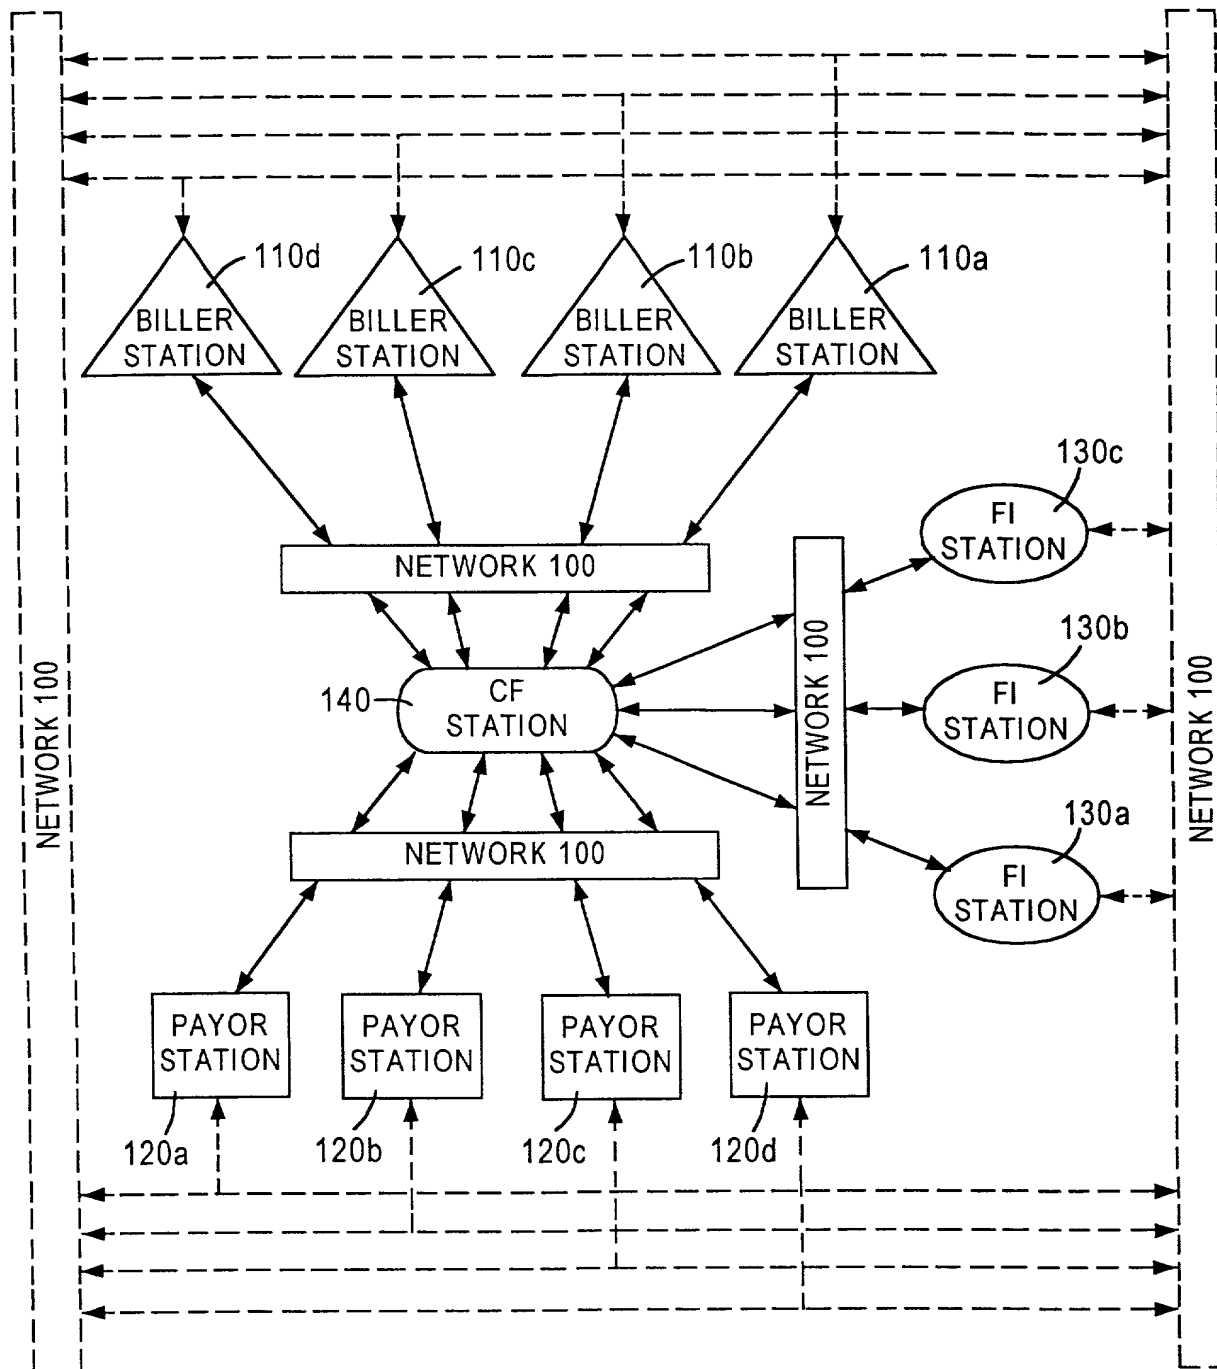 110d
110c
110b
110a
BILLER
STATION
BILLER
STATION
BILLER
STATION
BILLER
STATION
130c
FI
STATION
NETWORK 100
130b
FI
STATION
NETWORK 100
140
CF
STATION
NETWORK 100
NETWORK 100
NETWORK 100
130a
FI
STATION
PAYOR
STATION
PAYOR
STATION
PAYOR
STATION
PAYOR
STATION
120a
120b
120c
120d